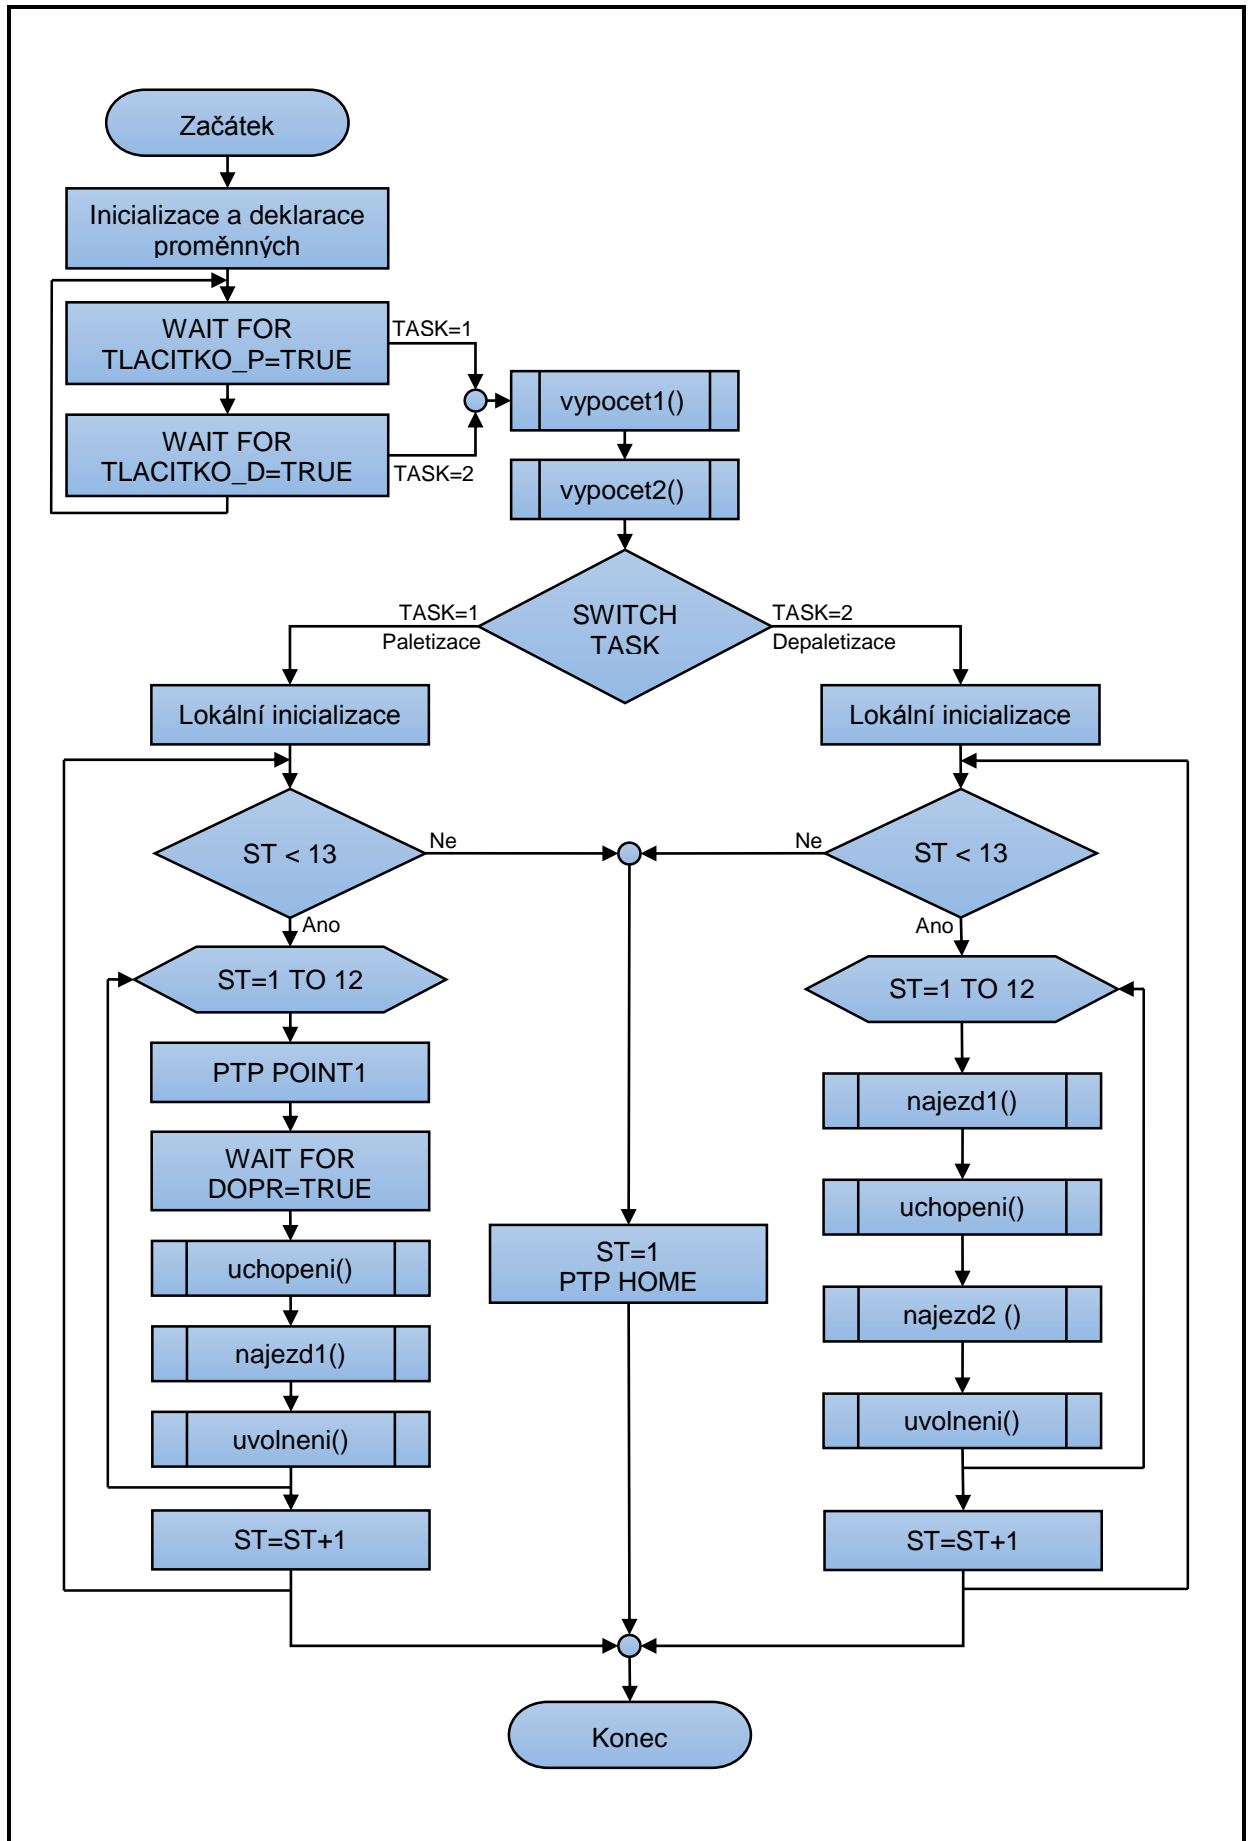 Začátek
Inicializace a deklarace
proměnných
WAIT FOR
TLACITKO_P=TRUE
TASK=1
WAIT FOR
TLACITKO_D=TRUE
TASK=2
vypocet1()
vypocet2()
SWITCH
TASK
TASK=1
Paletizace
TASK=2
Depaletizace
Lokální inicializace
Lokální inicializace
ST < 13
Ne
Ne
ST < 13
Ano
Ano
ST=1 TO 12
PTP POINT1
WAIT FOR
DOPR=TRUE
uchopeni()
najezd1()
uvolneni()
ST=ST+1
ST=1
PTP HOME
ST=1 TO 12
najezd1()
uchopeni()
najezd2 ()
uvolneni()
ST=ST+1
Konec